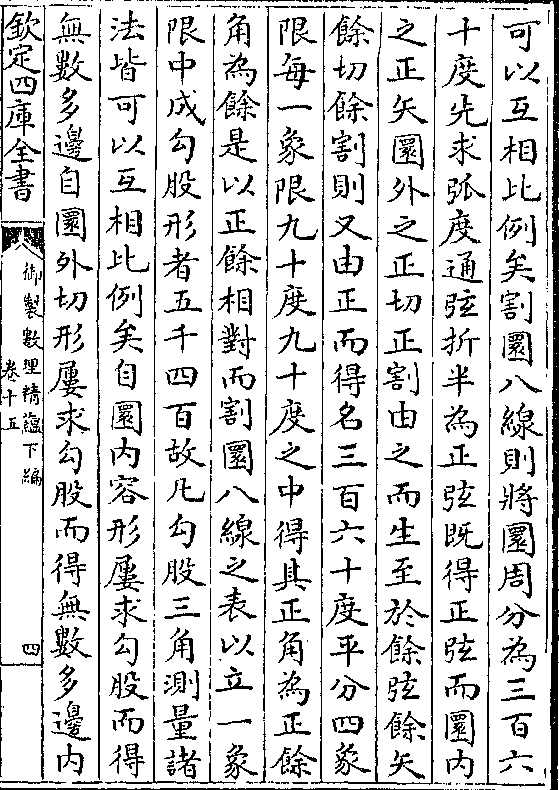 可以互相比例矣割圜八線則將圜周分為三百六
十度先求弧度通弦折半為正弦既得正弦而圜内
之正矢圜外之正切正割由之而生至於餘弦餘矢
餘切餘割則又由正而得名三百六十度平分四象
限每一象限九十度九十度之中得其正角為正餘
角為餘是以正餘相對而割圜八線之表以立一象
限中成勾股形者五千四百故凡勾股三角測量諸
法皆可以互相比例矣自圜内容形屢求勾股而得
無數多邊自圜外切形屢求勾股而得無數多邊内
欽定四庫全書
御製數理精藴下編
卷十五
四